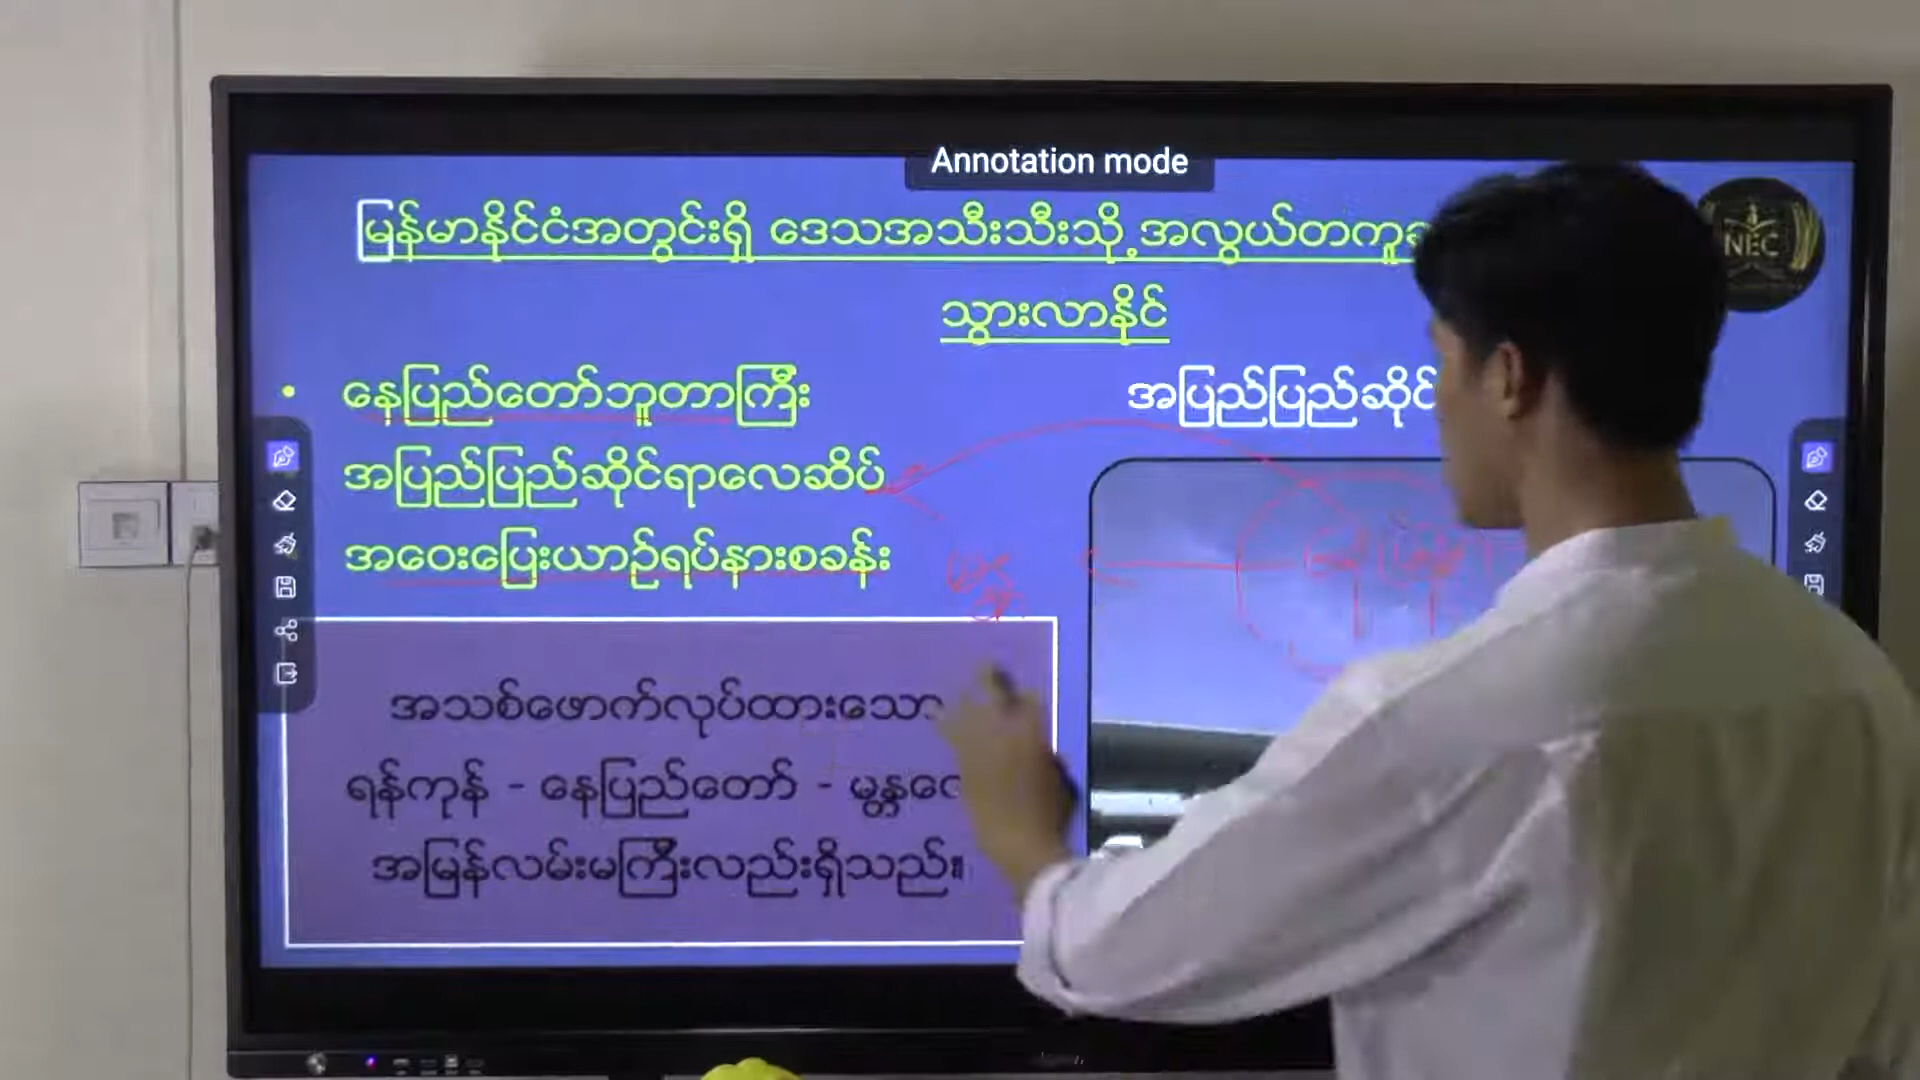 Annotation mode
မြန်မာနိုင်ငံအတွင်းရှိ ဒေသအသီးသီးသို့ အလွယ်တကူ
NEC
သွားလာနိုင်
• နေပြည်တော်ဘူတာကြီး
အပြည်ပြည်ဆိုင်ရာလေဆိပ်
အဝေးပြေးယာဉ်ရပ်နားစခန်း
အပြည်ပြည်ဆိုင်
အသစ်ဖောက်လုပ်ထားသော
ရန်ကုန် - နေပြည်တော် - မန္တလေ
အမြန်လမ်းမကြီးလည်းရှိသည်။